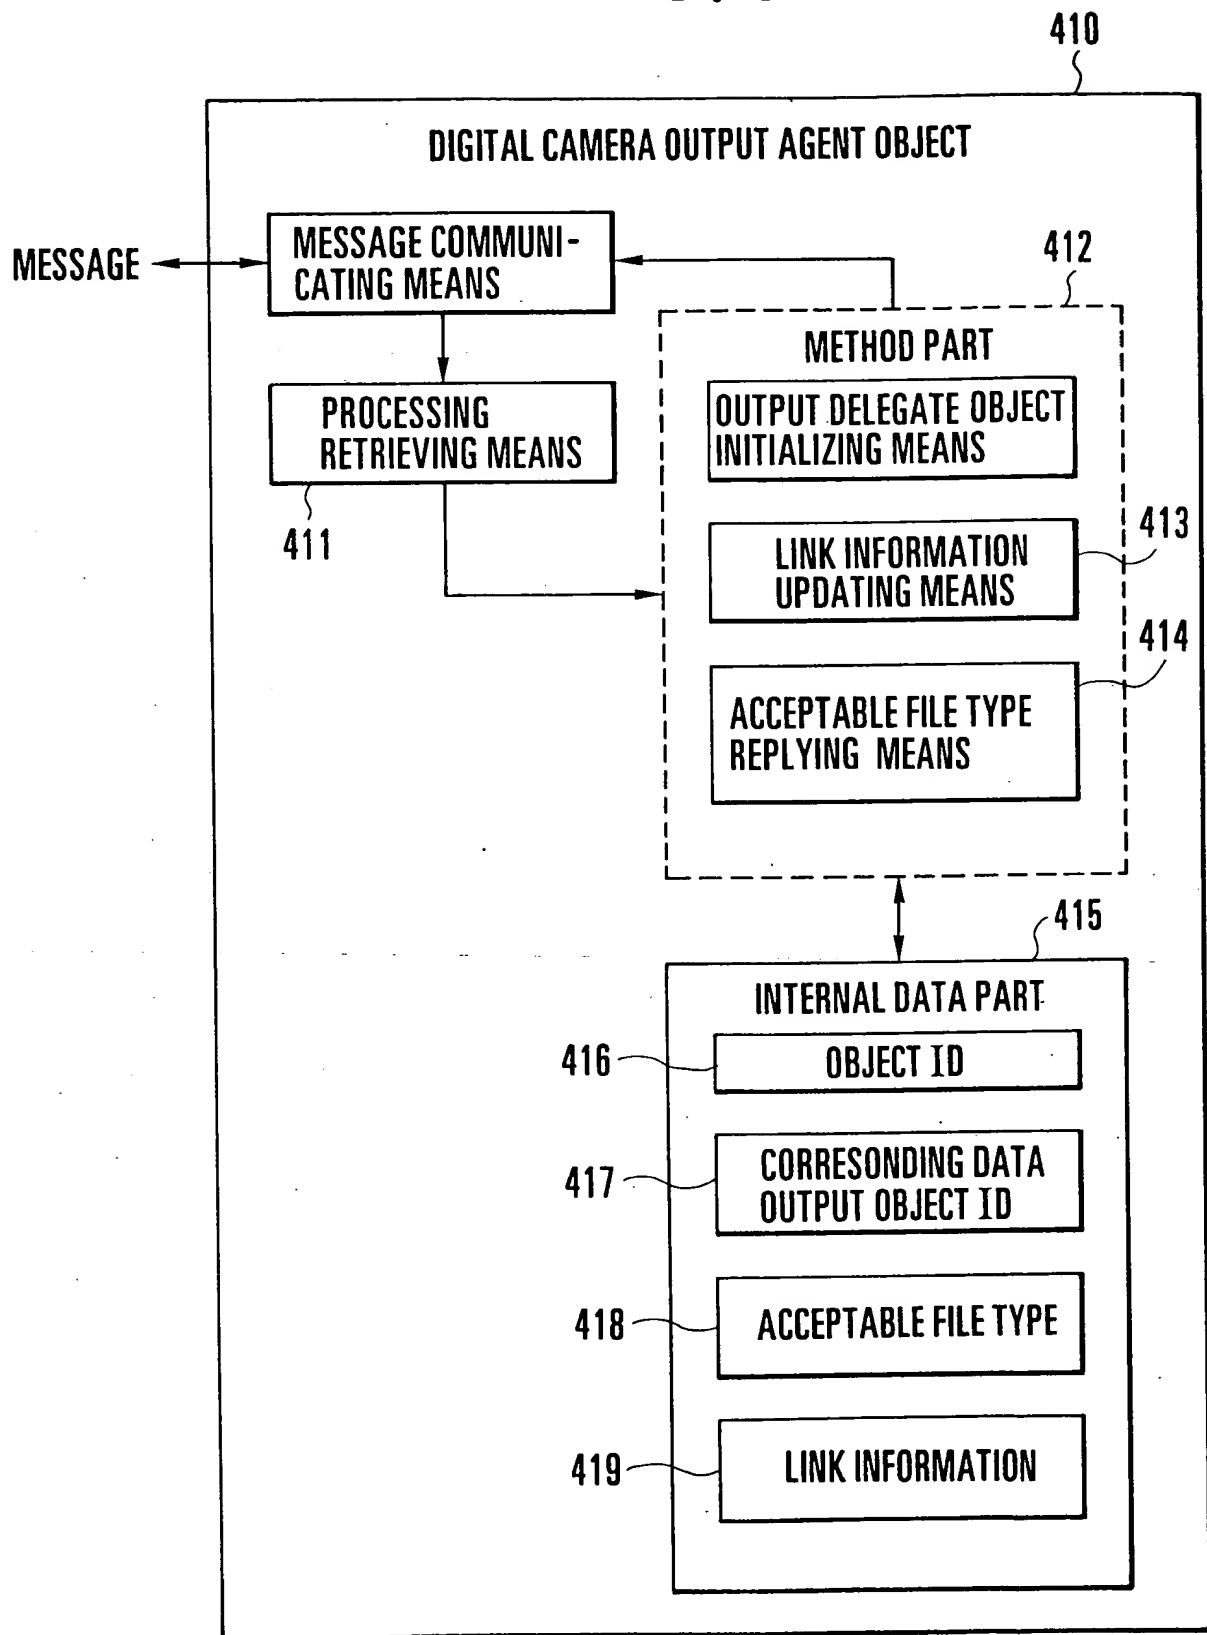 410
DIGITAL CAMERA OUTPUT AGENT OBJECT
MESSAGE
MESSAGE COMMUNI-
CATING MEANS
412
METHOD PART
PROCESSING
RETRIEVING MEANS
411
OUTPUT DELEGATE OBJECT
INITIALIZING MEANS
413
LINK INFORMATION
UPDATING MEANS
414
ACCEPTABLE FILE TYPE
REPLYING MEANS
415
INTERNAL DATA PART
416
OBJECT ID
417
CORRESONDING DATA
OUTPUT OBJECT ID
418
ACCEPTABLE FILE TYPE
419
LINK INFORMATION